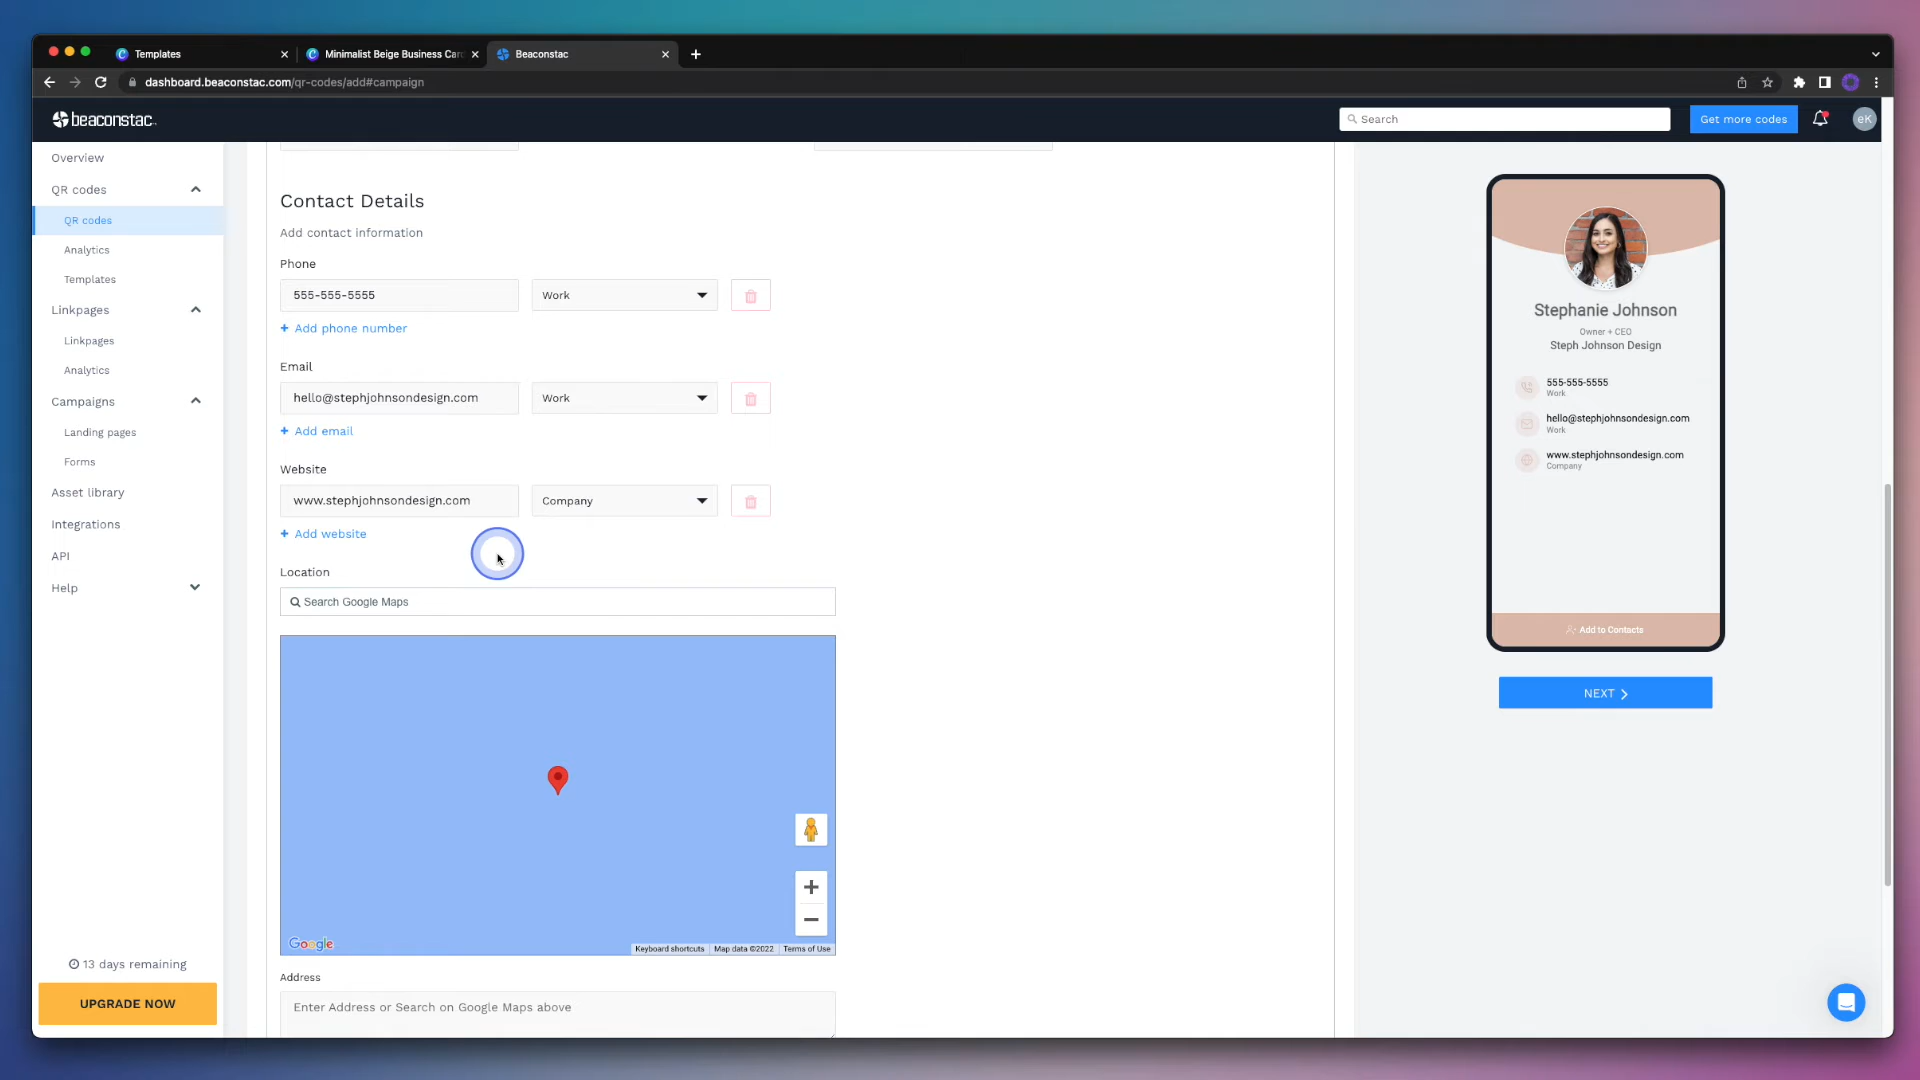 Templates
Minimalist Beige Business Car
Beaconstac
dashboard.beaconstac.com/qr-codes/add#campaign
beaconstac
Search
Get more codes
eK
Overview
QR codes
QR codes
Analytics
Templates
Linkpages
Linkpages
Analytics
Campaigns
Landing pages
Forms
Asset library
Integrations
API
Help
13 days remaining
UPGRADE NOW
Contact Details
Add contact information
Phone
555-555-5555 Work
+ Add phone number
Email
hello@stephjohnsondesign.com Work
+ Add email
Website
www.stephjohnsondesign.com Company
+ Add website
Location
Search Google Maps
Google
Keyboard shortcuts Map data ©2022 Terms of Use
Address
Enter Address or Search on Google Maps above
Stephanie Johnson
Owner + CEO
Steph Johnson Design
555-555-5555
Work
hello@stephjohnsondesign.com
Work
www.stephjohnsondesign.com
Company
Add to Contacts
NEXT